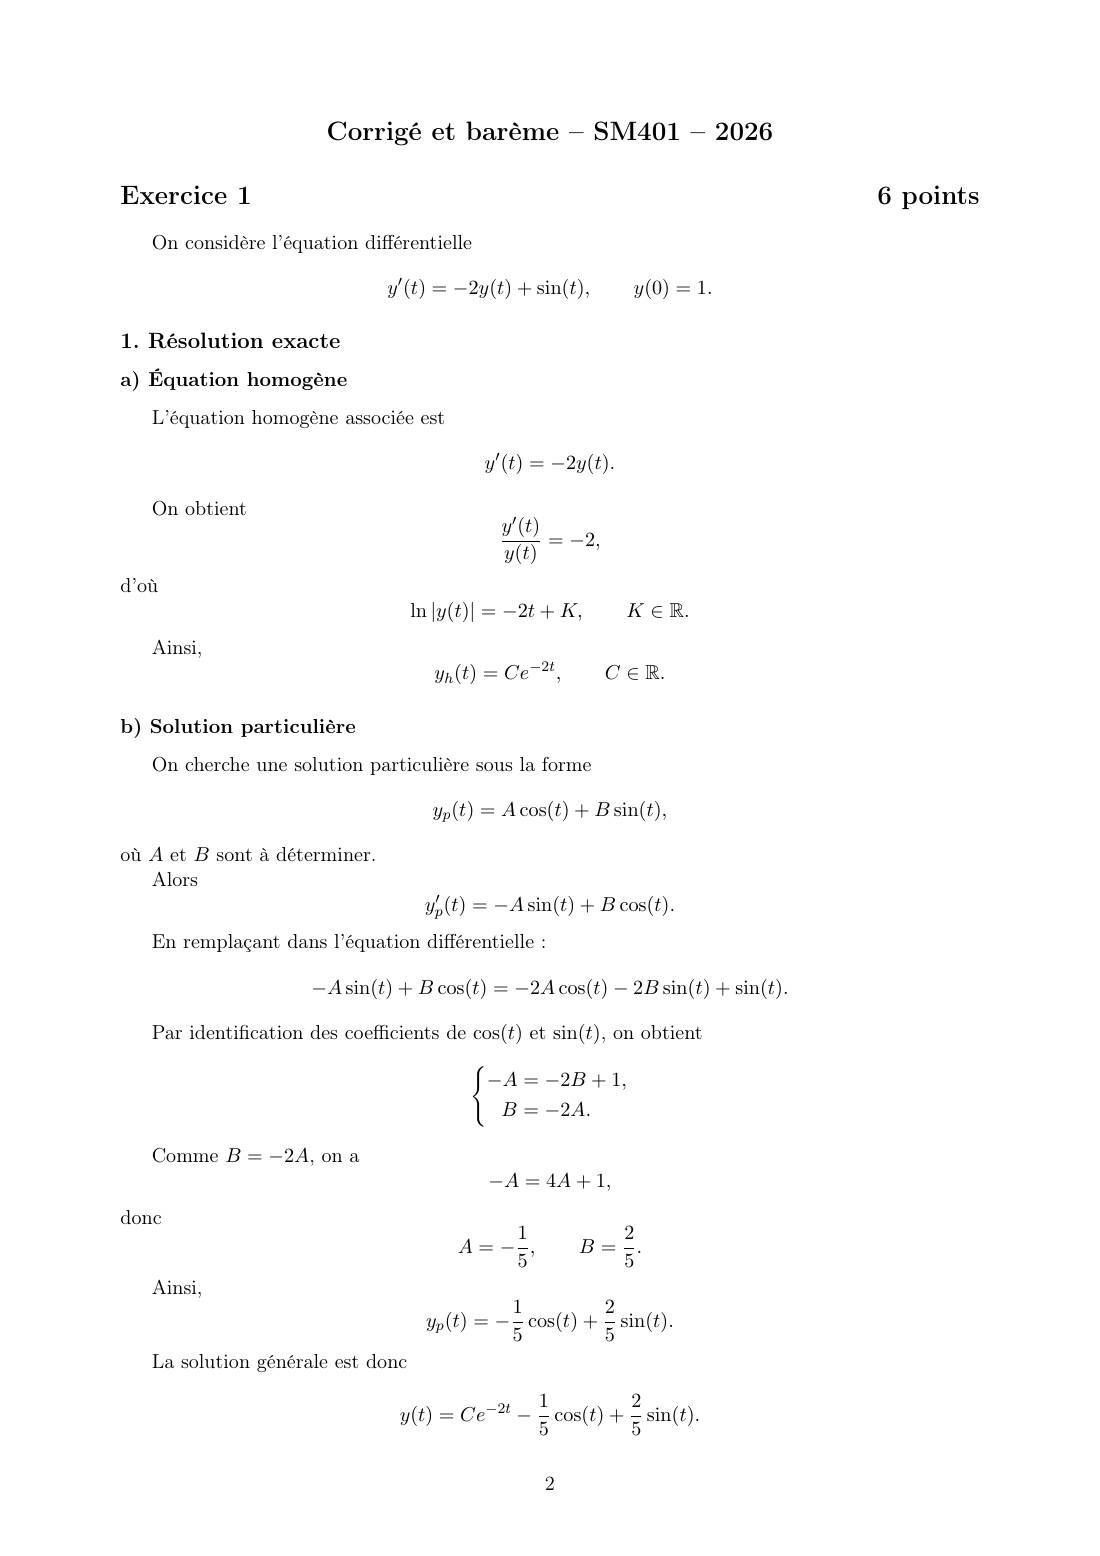 Corrigé et barème – SM401 – 2026
Exercice 1 6 points
On considère l'équation différentielle
y′(t) = −2y(t) + sin(t), y(0) = 1.
1. Résolution exacte
a) Équation homogène
L'équation homogène associée est
y′(t) = −2y(t).
On obtient
y′(t)/y(t) = −2,
d'où
ln |y(t)| = −2t + K, K ∈ ℝ.
Ainsi,
y_h(t) = Ce^{−2t}, C ∈ ℝ.
b) Solution particulière
On cherche une solution particulière sous la forme
y_p(t) = A cos(t) + B sin(t),
où A et B sont à déterminer.
Alors
y′_p(t) = −A sin(t) + B cos(t).
En remplaçant dans l'équation différentielle :
−A sin(t) + B cos(t) = −2A cos(t) − 2B sin(t) + sin(t).
Par identification des coefficients de cos(t) et sin(t), on obtient
{ −A = −2B + 1,
B = −2A.
Comme B = −2A, on a
−A = 4A + 1,
donc
A = −1/5, B = 2/5.
Ainsi,
y_p(t) = −1/5 cos(t) + 2/5 sin(t).
La solution générale est donc
y(t) = Ce^{−2t} − 1/5 cos(t) + 2/5 sin(t).
2